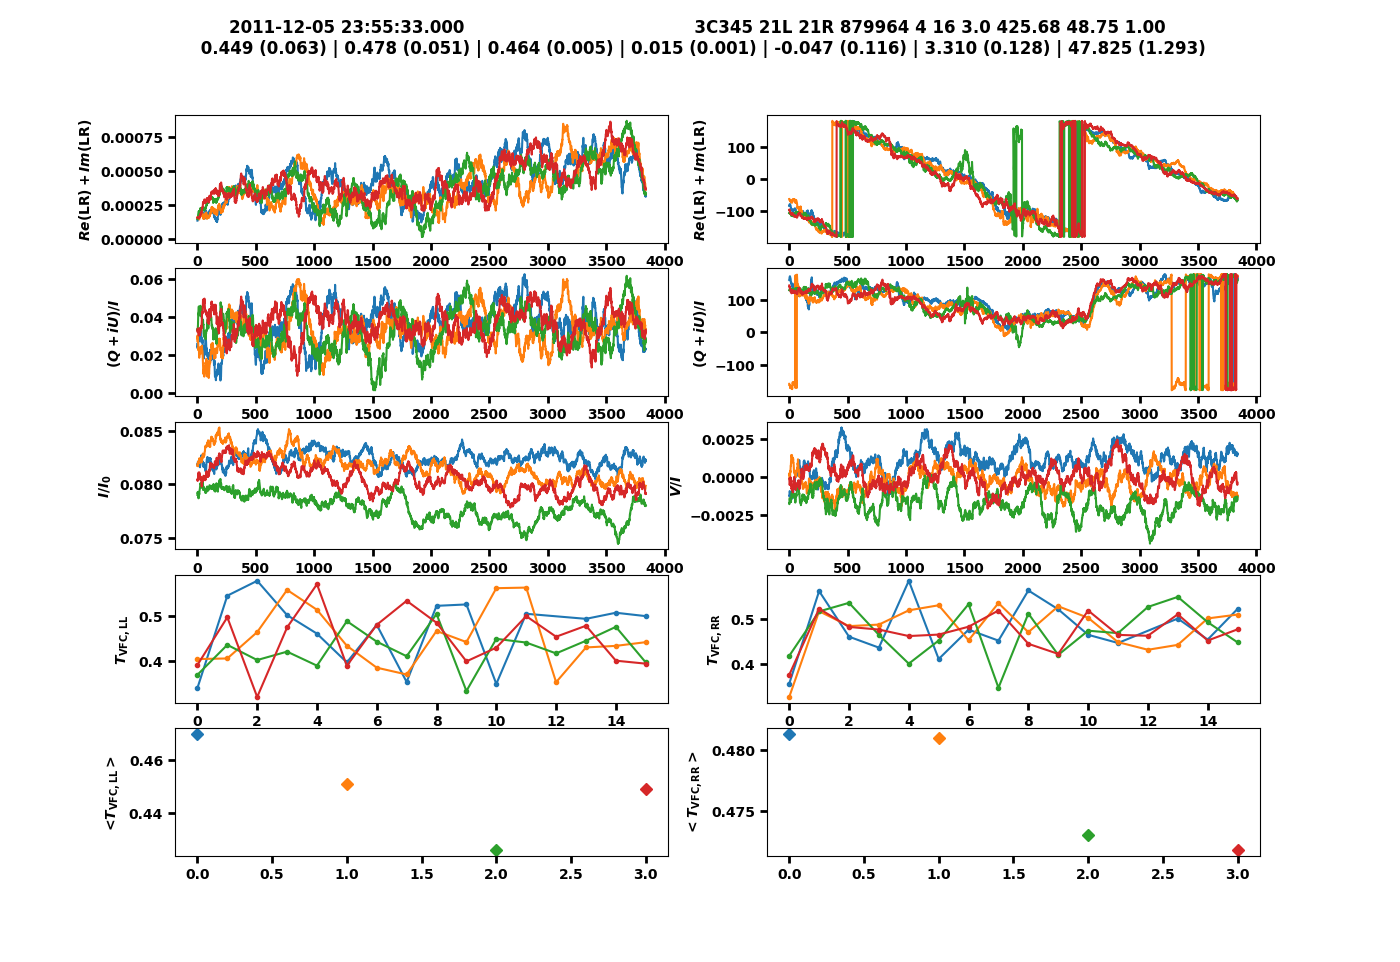 2011-12-05 23:55:33.000 3C345 21L 21R 879964 4 16 3.0 425.68 48.75 1.00
0.449 (0.063) | 0.478 (0.051) | 0.464 (0.005) | 0.015 (0.001) | -0.047 (0.116) | 3.310 (0.128) | 47.825 (1.293)
Re(LR) + Im(LR)
0.00075
0.00050
0.00025
0.00000
0 500 1000 1500 2000 2500 3000 3500 4000
Re(LR) + Im(LR)
100
0
−100
0 500 1000 1500 2000 2500 3000 3500 4000
(Q + iU)/I
0.06
0.04
0.02
0.00
0 500 1000 1500 2000 2500 3000 3500 4000
(Q + iU)/I
100
0
−100
0 500 1000 1500 2000 2500 3000 3500 4000
I/I0
0.085
0.080
0.075
0 500 1000 1500 2000 2500 3000 3500 4000
V/I
0.0025
0.0000
−0.0025
0 500 1000 1500 2000 2500 3000 3500 4000
TVFC,LL
0.5
0.4
0 2 4 6 8 10 12 14
TVFC,RR
0.5
0.4
0 2 4 6 8 10 12 14
<TVFC,LL >
0.46
0.44
0.0 0.5 1.0 1.5 2.0 2.5 3.0
< TVFC,RR >
0.480
0.475
0.0 0.5 1.0 1.5 2.0 2.5 3.0